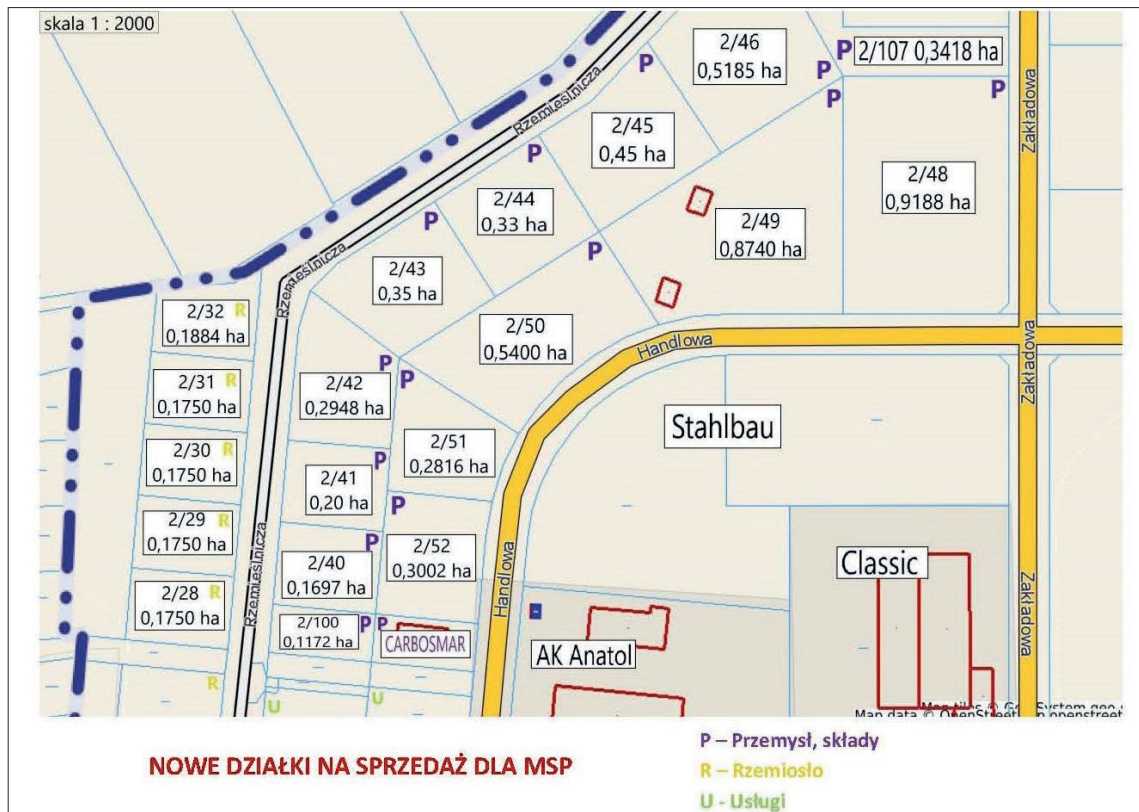 skala 1 : 2000
2/46
0,5185 ha
P
P
P
2/107 0,3418 ha
P
P
P
2/45
0,45 ha
Rzemieślnicza
Zakładowa
P
2/44
0,33 ha
2/48
0,9188 ha
P
2/49
0,8740 ha
P
2/43
0,35 ha
Rzemieślnicza
2/32 R
0,1884 ha
2/50
0,5400 ha
Handlowa
Zakładowa
2/31 R
0,1750 ha
P
P
2/42
0,2948 ha
Stahlbau
2/30 R
0,1750 ha
2/51
0,2816 ha
P
2/41
0,20 ha
P
2/29 R
0,1750 ha
P
2/52
0,3002 ha
2/40
0,1697 ha
Rzemieślnicza
Handlowa
Classic
Zakładowa
2/28 R
0,1750 ha
2/100
0,1172 ha
P
CARBOSMAR
AK Anatol
R
U
U
Map data © OpenStreet
NOWE DZIAŁKI NA SPRZEDAŻ DLA MSP
P – Przemysł, składy
R – Rzemiosło
U - Usługi